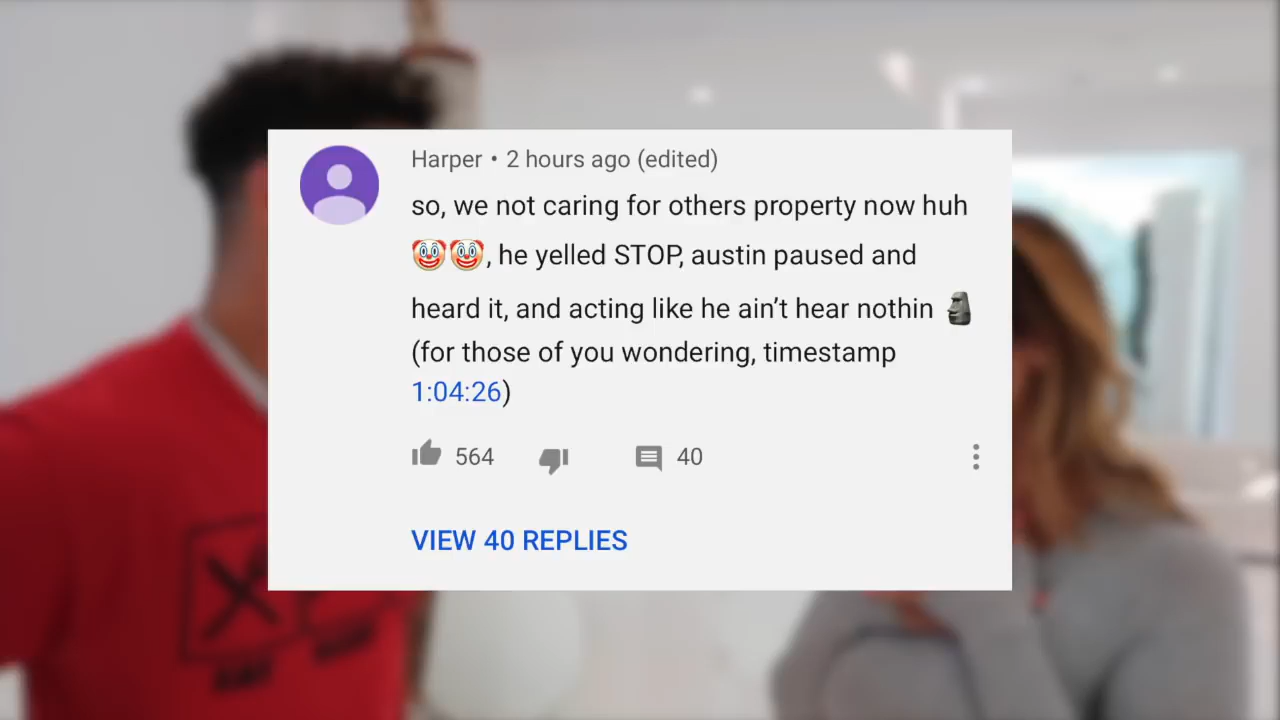 Harper • 2 hours ago (edited)
so, we not caring for others property now huh
🤡🤡, he yelled STOP, austin paused and
heard it, and acting like he ain’t hear nothin 🗿
(for those of you wondering, timestamp
1:04:26)
564 40
VIEW 40 REPLIES